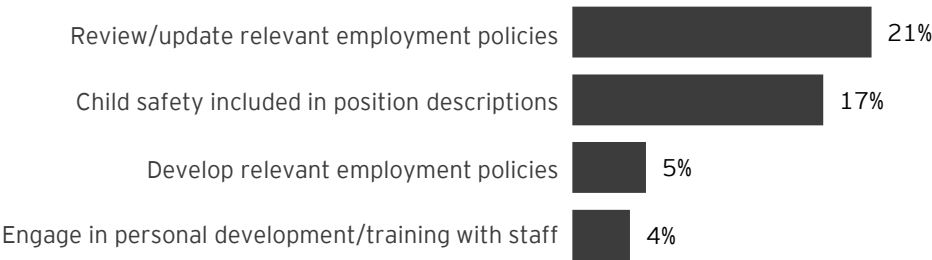 Review/update relevant employment policies 21%
Child safety included in position descriptions 17%
Develop relevant employment policies 5%
Engage in personal development/training with staff 4%